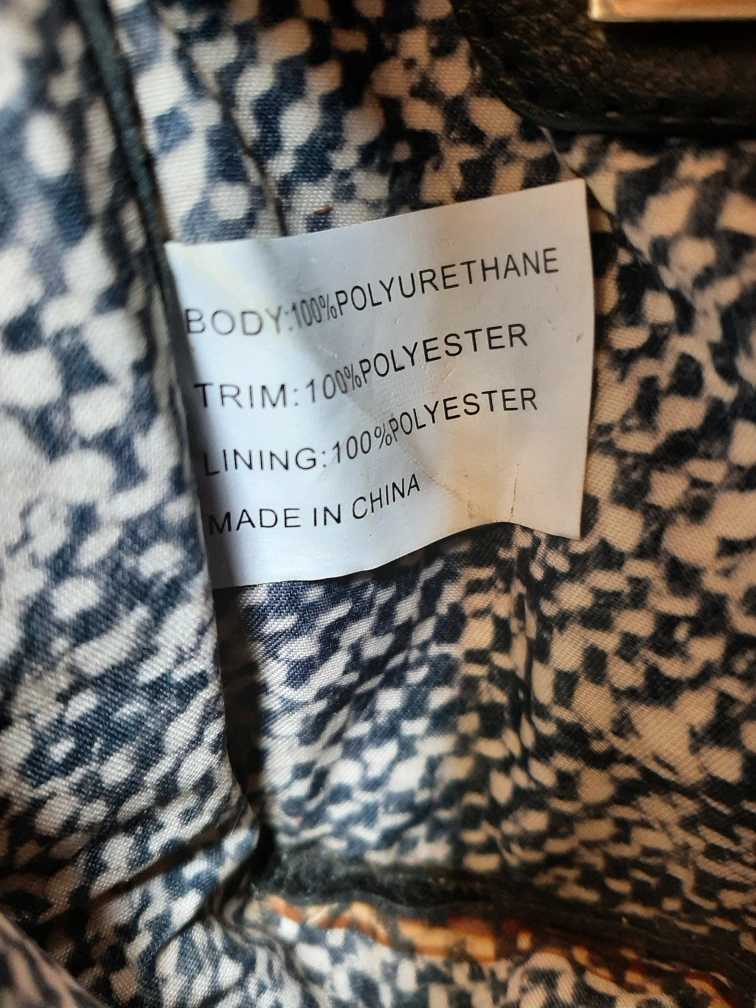 BODY:100%POLYURETHANE
TRIM:100%POLYESTER
LINING:100%POLYESTER
MADE IN CHINA